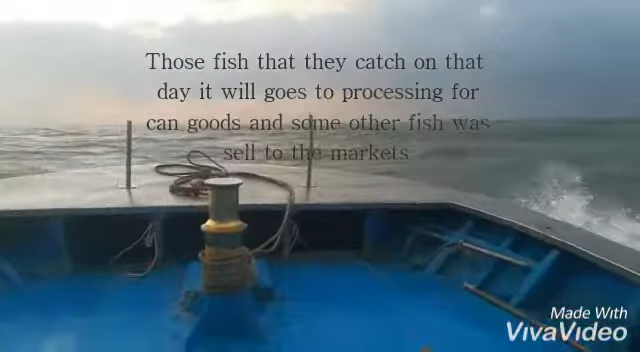 Those fish that they catch on that
day it will goes to processing for
can goods and some other fish was
sell to the markets
Made With
VivaVideo